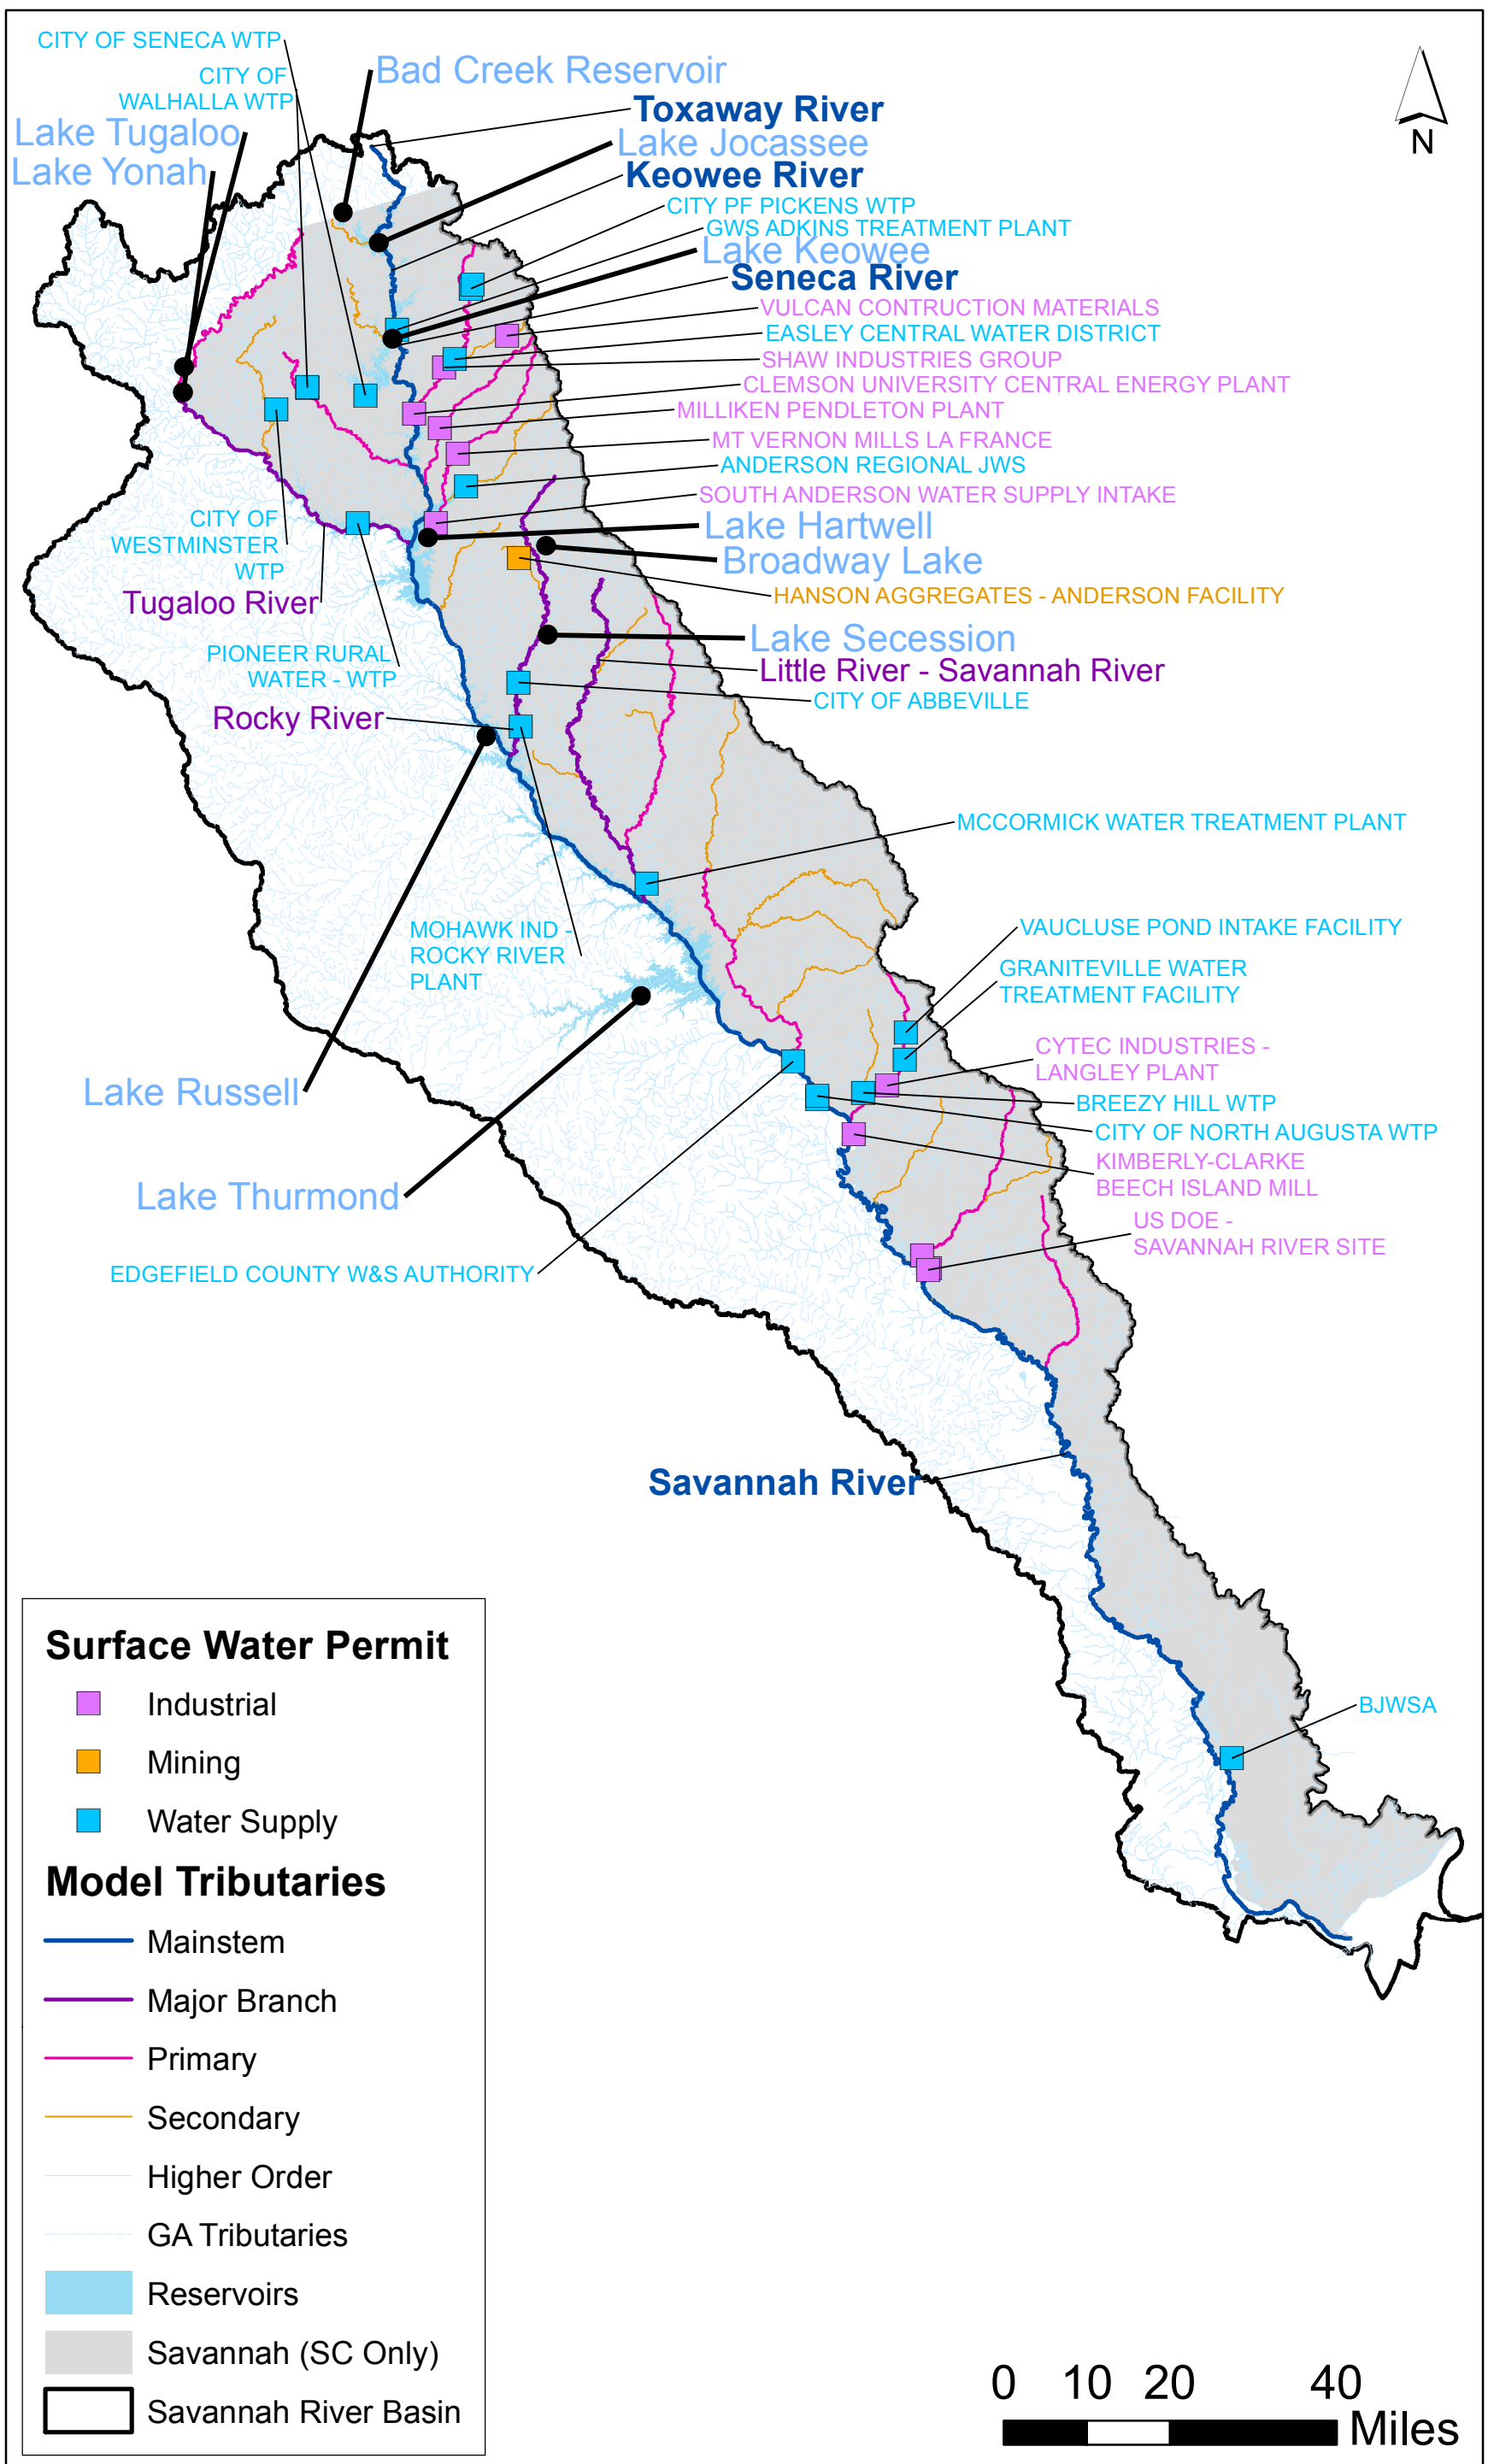 CITY OF SENECA WTP
CITY OF
WALHALLA WTP
Bad Creek Reservoir
Toxaway River
Lake Tugaloo
Lake Jocassee
Lake Yonah
Keowee River
N
CITY PF PICKENS WTP
GWS ADKINS TREATMENT PLANT
Lake Keowee
Seneca River
VULCAN CONTRUCTION MATERIALS
EASLEY CENTRAL WATER DISTRICT
SHAW INDUSTRIES GROUP
CLEMSON UNIVERSITY CENTRAL ENERGY PLANT
MILLIKEN PENDLETON PLANT
MT VERNON MILLS LA FRANCE
ANDERSON REGIONAL JWS
SOUTH ANDERSON WATER SUPPLY INTAKE
CITY OF
WESTMINSTER
WTP
Lake Hartwell
Broadway Lake
HANSON AGGREGATES - ANDERSON FACILITY
Tugaloo River
Lake Secession
PIONEER RURAL
WATER - WTP
Little River - Savannah River
CITY OF ABBEVILLE
Rocky River
MCCORMICK WATER TREATMENT PLANT
MOHAWK IND -
ROCKY RIVER
PLANT
VAUCLUSE POND INTAKE FACILITY
GRANITEVILLE WATER
TREATMENT FACILITY
CYTEC INDUSTRIES -
LANGLEY PLANT
Lake Russell
BREEZY HILL WTP
CITY OF NORTH AUGUSTA WTP
KIMBERLY-CLARKE
BEECH ISLAND MILL
Lake Thurmond
US DOE -
SAVANNAH RIVER SITE
EDGEFIELD COUNTY W&S AUTHORITY
Savannah River
BJWSA
Surface Water Permit
Industrial
Mining
Water Supply
Model Tributaries
Mainstem
Major Branch
Primary
Secondary
Higher Order
GA Tributaries
Reservoirs
Savannah (SC Only)
Savannah River Basin
0 10 20 40
Miles